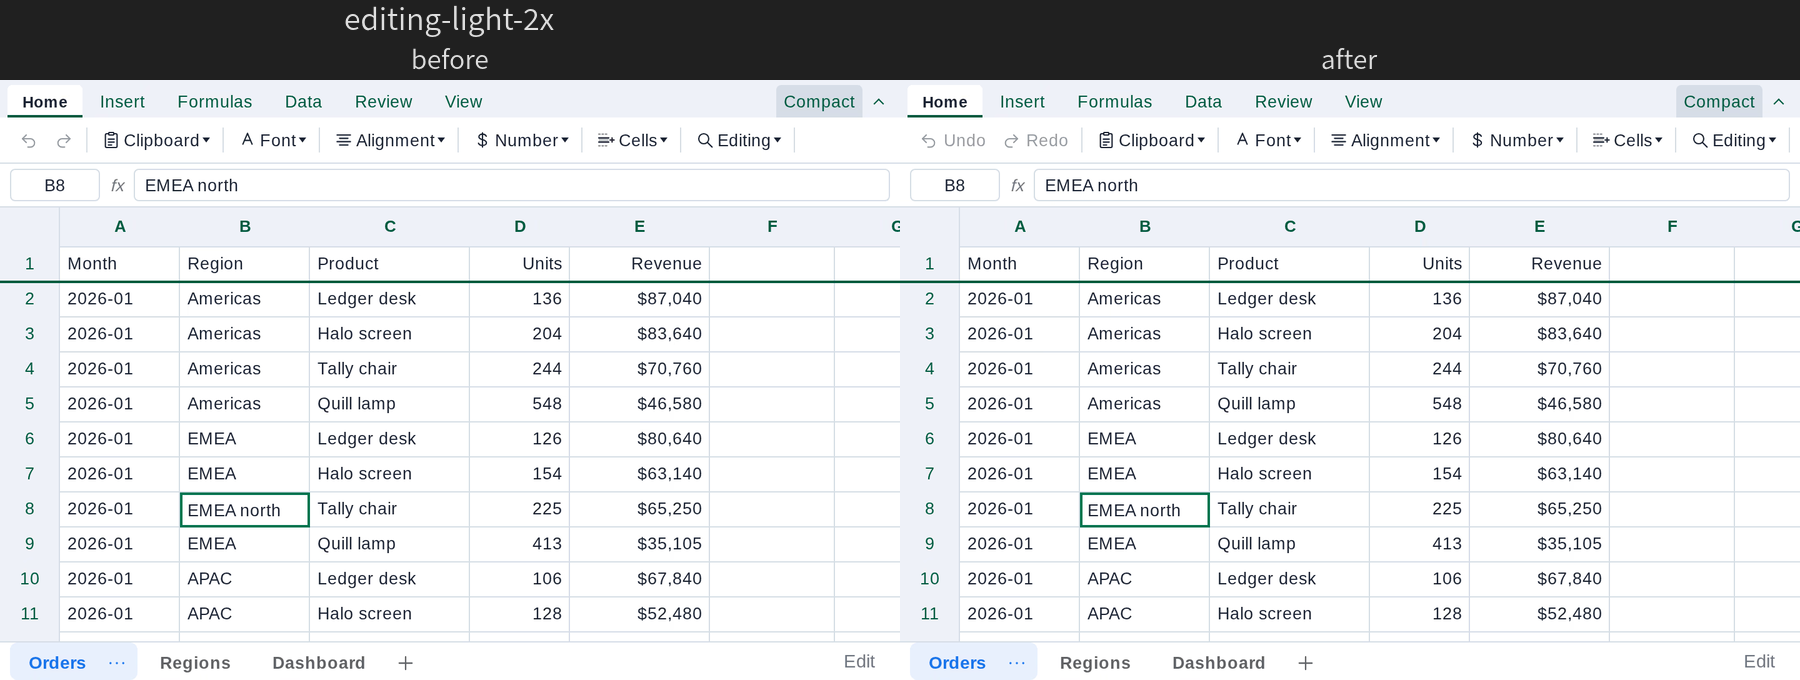 editing-light-2x
before after
Home Insert Formulas Data Review View Compact
Clipboard Font Alignment $ Number Cells Editing
B8 fx EMEA north
A B C D E F G
1 Month Region Product Units Revenue
2 2026-01 Americas Ledger desk 136 $87,040
3 2026-01 Americas Halo screen 204 $83,640
4 2026-01 Americas Tally chair 244 $70,760
5 2026-01 Americas Quill lamp 548 $46,580
6 2026-01 EMEA Ledger desk 126 $80,640
7 2026-01 EMEA Halo screen 154 $63,140
8 2026-01 EMEA north Tally chair 225 $65,250
9 2026-01 EMEA Quill lamp 413 $35,105
10 2026-01 APAC Ledger desk 106 $67,840
11 2026-01 APAC Halo screen 128 $52,480
Orders ... Regions Dashboard + Edit
Home Insert Formulas Data Review View Compact
Undo Redo Clipboard A Font Alignment $ Number Cells Editing
B8 fx EMEA north
A B C D E F G
1 Month Region Product Units Revenue
2 2026-01 Americas Ledger desk 136 $87,040
3 2026-01 Americas Halo screen 204 $83,640
4 2026-01 Americas Tally chair 244 $70,760
5 2026-01 Americas Quill lamp 548 $46,580
6 2026-01 EMEA Ledger desk 126 $80,640
7 2026-01 EMEA Halo screen 154 $63,140
8 2026-01 EMEA north Tally chair 225 $65,250
9 2026-01 EMEA Quill lamp 413 $35,105
10 2026-01 APAC Ledger desk 106 $67,840
11 2026-01 APAC Halo screen 128 $52,480
Orders ... Regions Dashboard + Edit